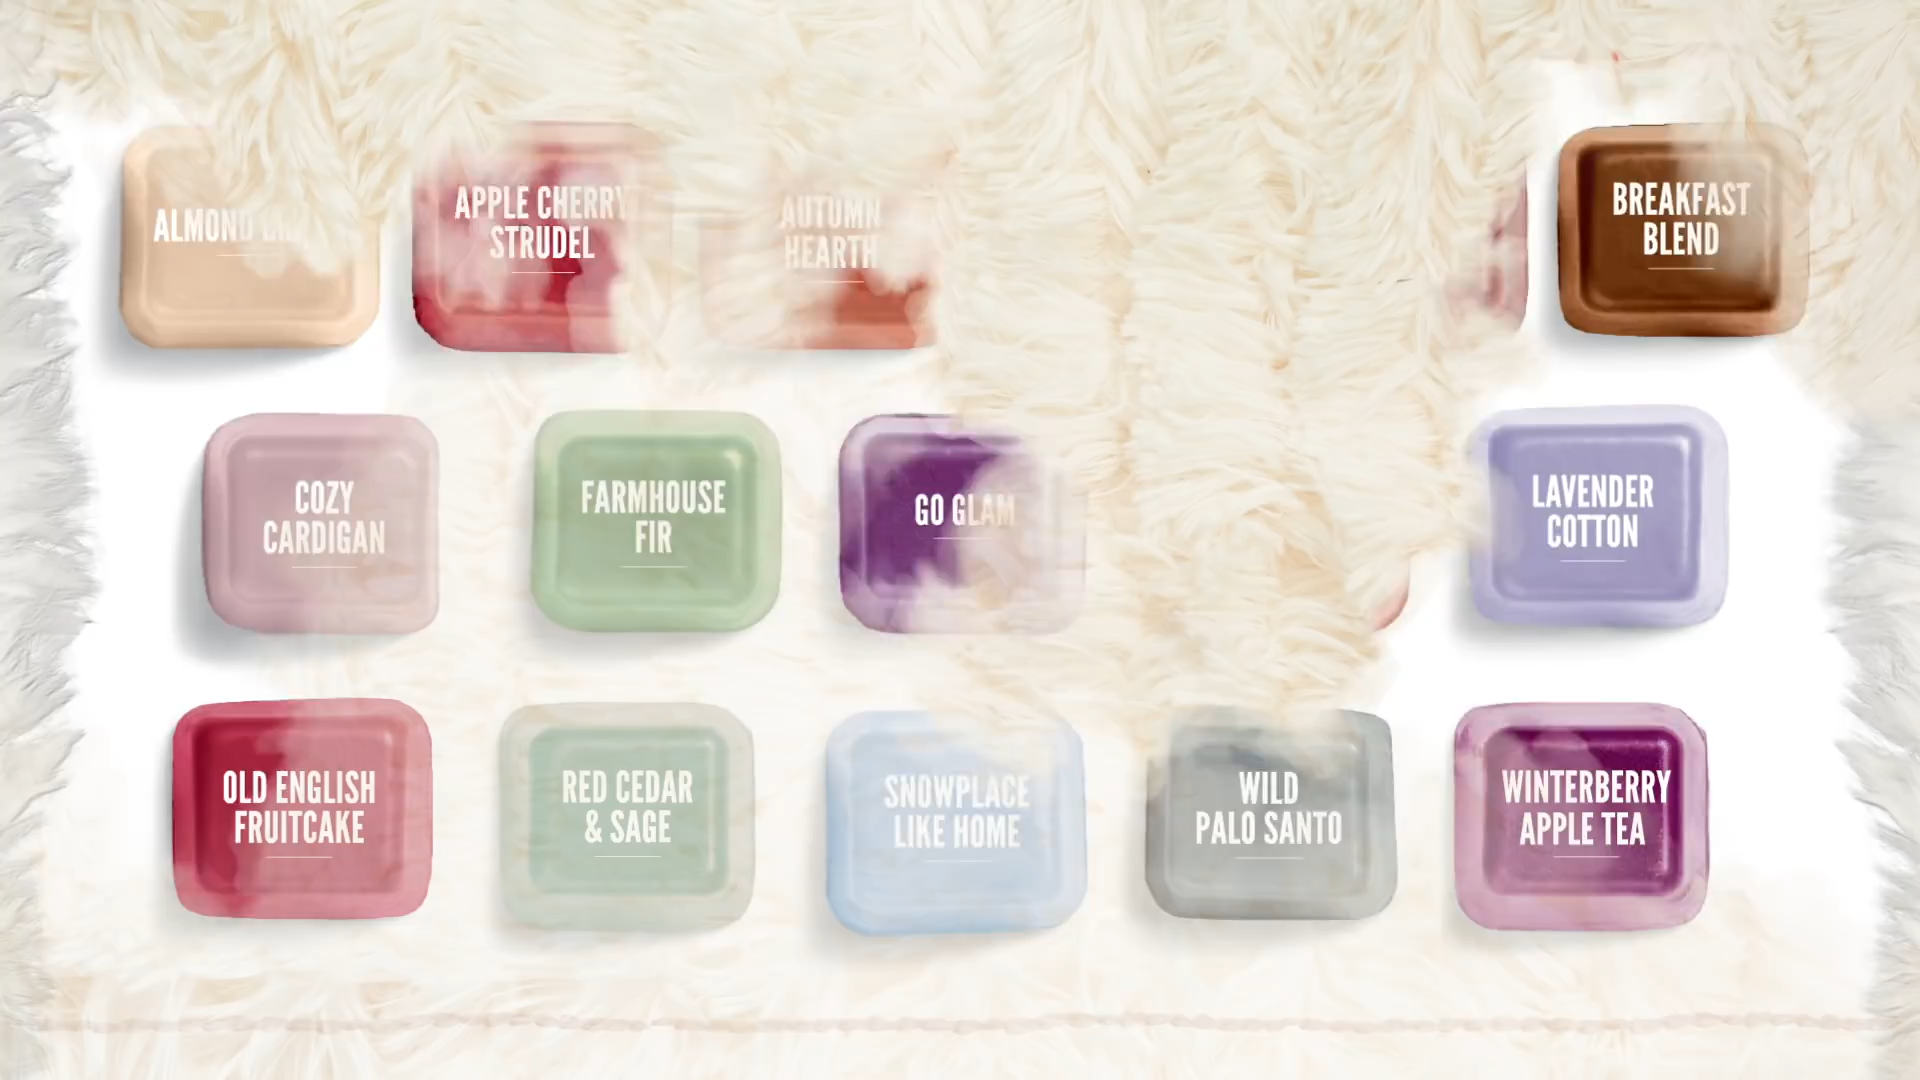 ALMOND
APPLE CHERRY
STRUDEL
AUTUMN
HEARTH
BREAKFAST
BLEND
COZY
CARDIGAN
FARMHOUSE
FIR
GO GLAM
LAVENDER
COTTON
OLD ENGLISH
FRUITCAKE
RED CEDAR
& SAGE
SNOWPLACE
LIKE HOME
WILD
PALO SANTO
WINTERBERRY
APPLE TEA